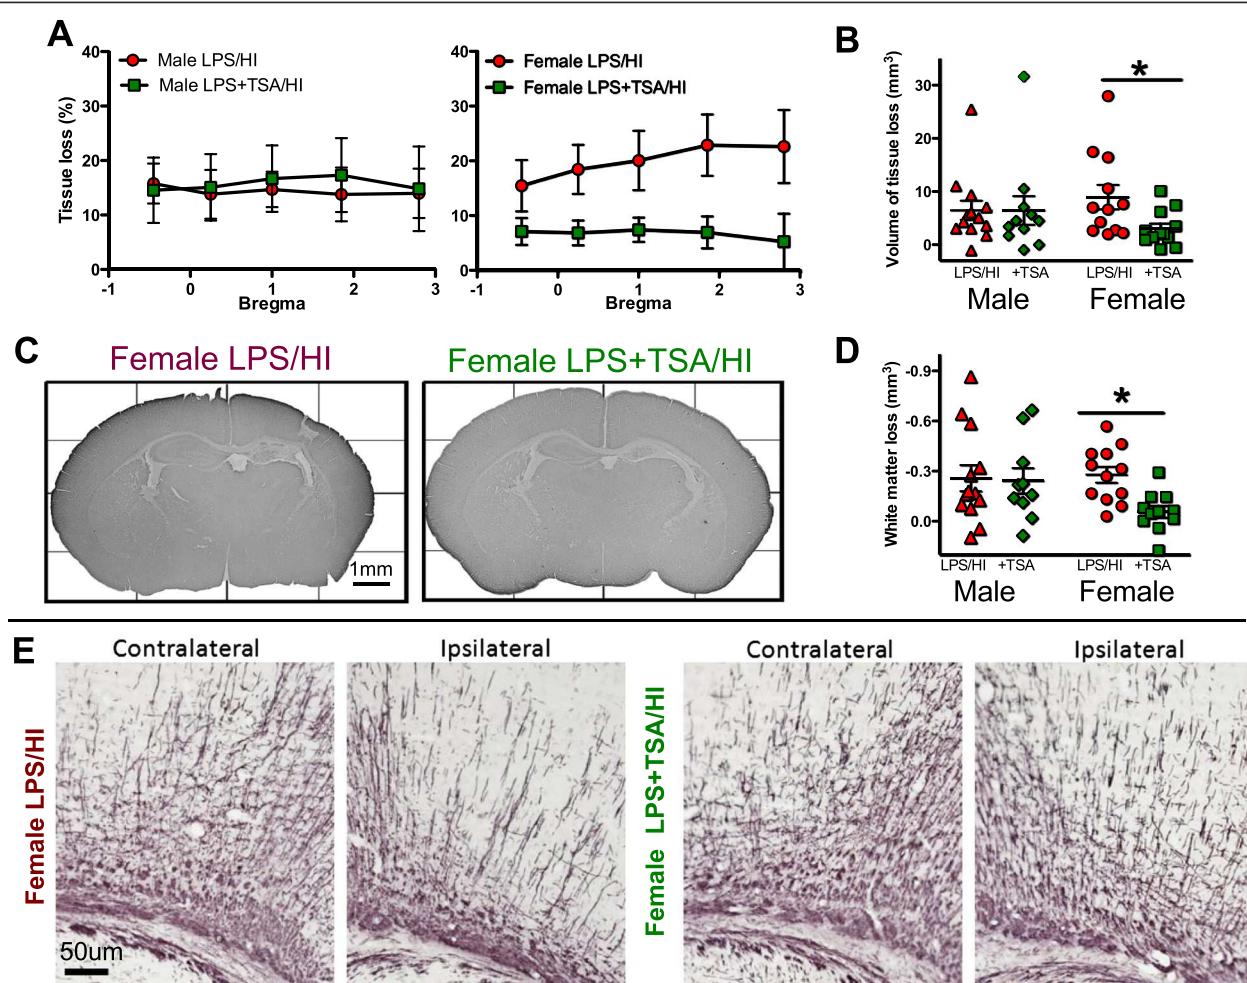 A
Male LPS/HI
Male LPS+TSA/HI
Tissue loss (%)
40
30
20
10
0
-1
0
1
2
3
Bregma
Female LPS/HI
Female LPS+TSA/HI
40
30
20
10
0
-1
0
1
2
3
Bregma
B
*
Volume of tissue loss (mm³)
30
20
10
0
LPS/HI +TSA LPS/HI +TSA
Male Female
C
Female LPS/HI
Female LPS+TSA/HI
1mm
D
*
White matter loss (mm³)
-0.9
-0.6
-0.3
0.0
LPS/HI +TSA LPS/HI +TSA
Male Female
E
Contralateral Ipsilateral Contralateral Ipsilateral
Female LPS/HI
Female LPS+TSA/HI
50um